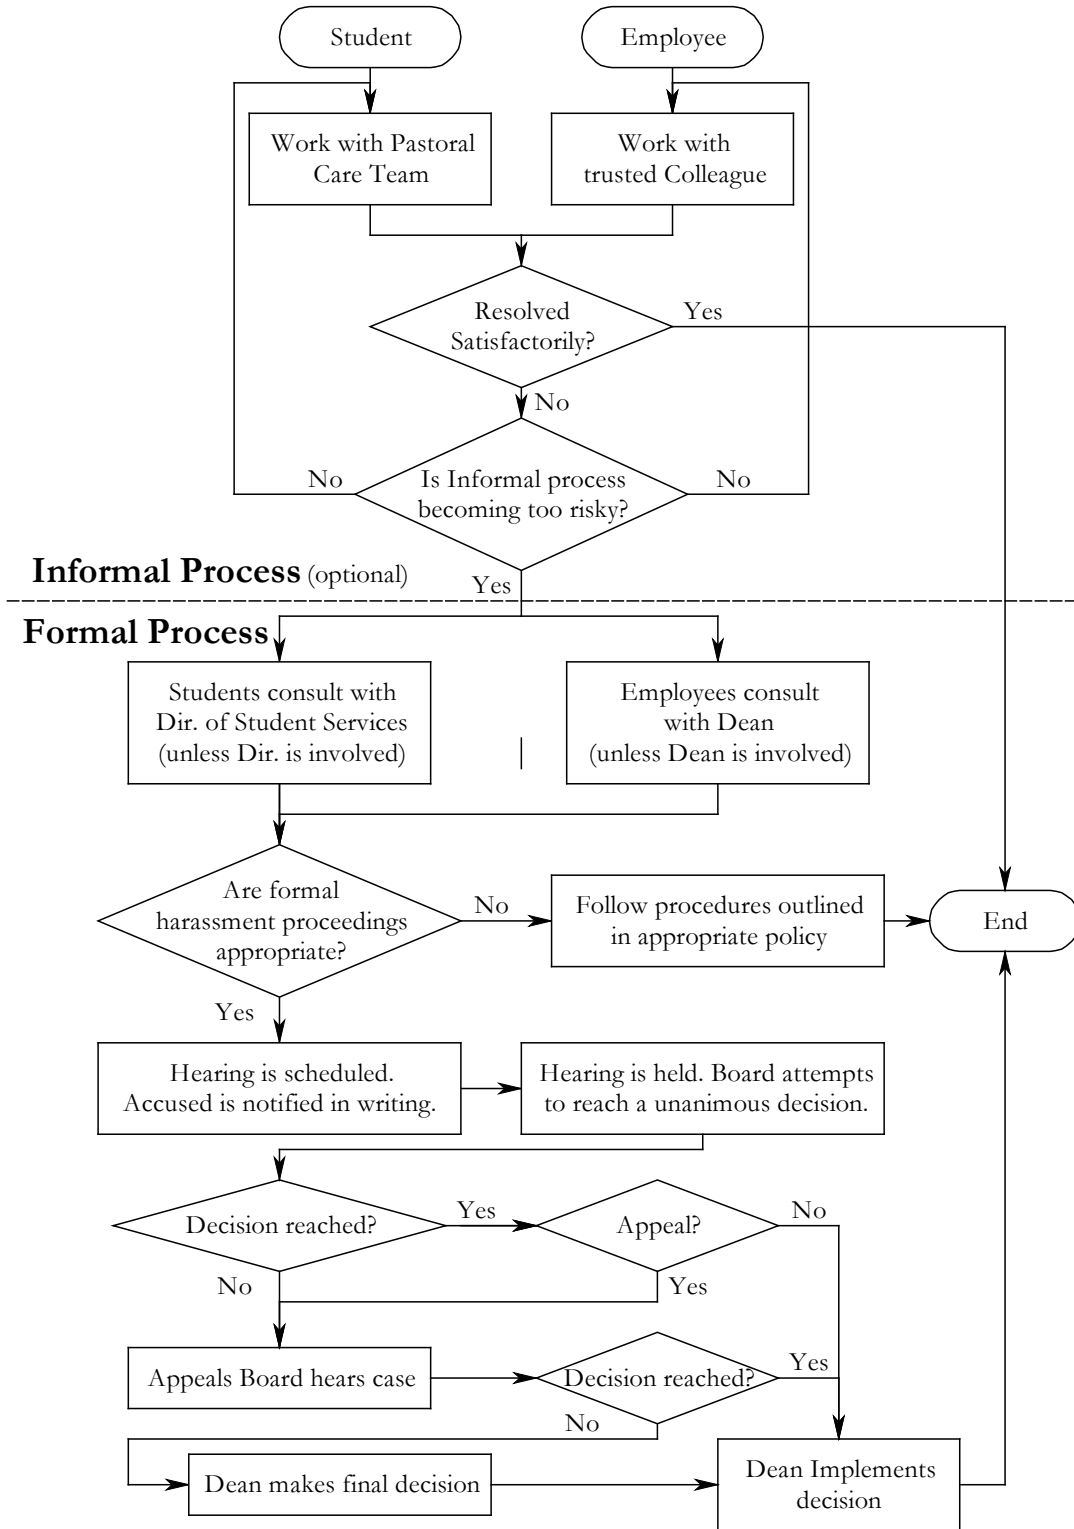 Student
Employee
Work with Pastoral
Care Team
Work with
trusted Colleague
Resolved
Satisfactorily?
Yes
No
No
Is Informal process
becoming too risky?
No
Informal Process (optional)
Yes
Formal Process
Students consult with
Dir. of Student Services
(unless Dir. is involved)
Employees consult
with Dean
(unless Dean is involved)
Are formal
harassment proceedings
appropriate?
No
Follow procedures outlined
in appropriate policy
End
Yes
Hearing is scheduled.
Accused is notified in writing.
Hearing is held. Board attempts
to reach a unanimous decision.
Decision reached?
Yes
Appeal?
No
No
Yes
Appeals Board hears case
Decision reached?
Yes
No
Dean makes final decision
Dean Implements
decision